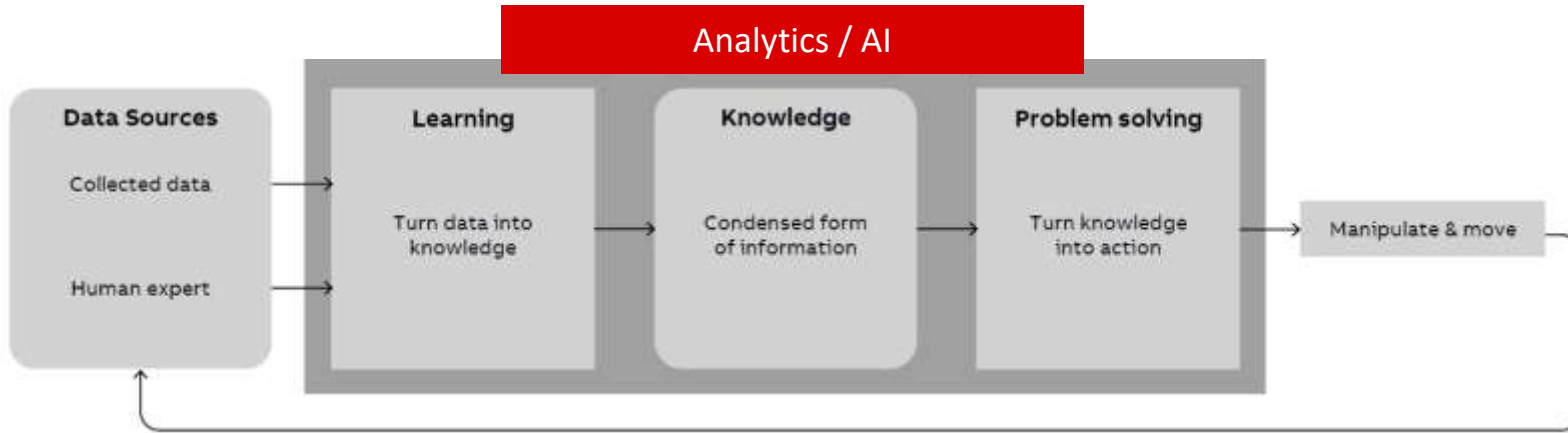 Analytics / AI
Data Sources
Collected data
Human expert
Learning
Turn data into
knowledge
Knowledge
Condensed form
of information
Problem solving
Turn knowledge
into action
Manipulate & move